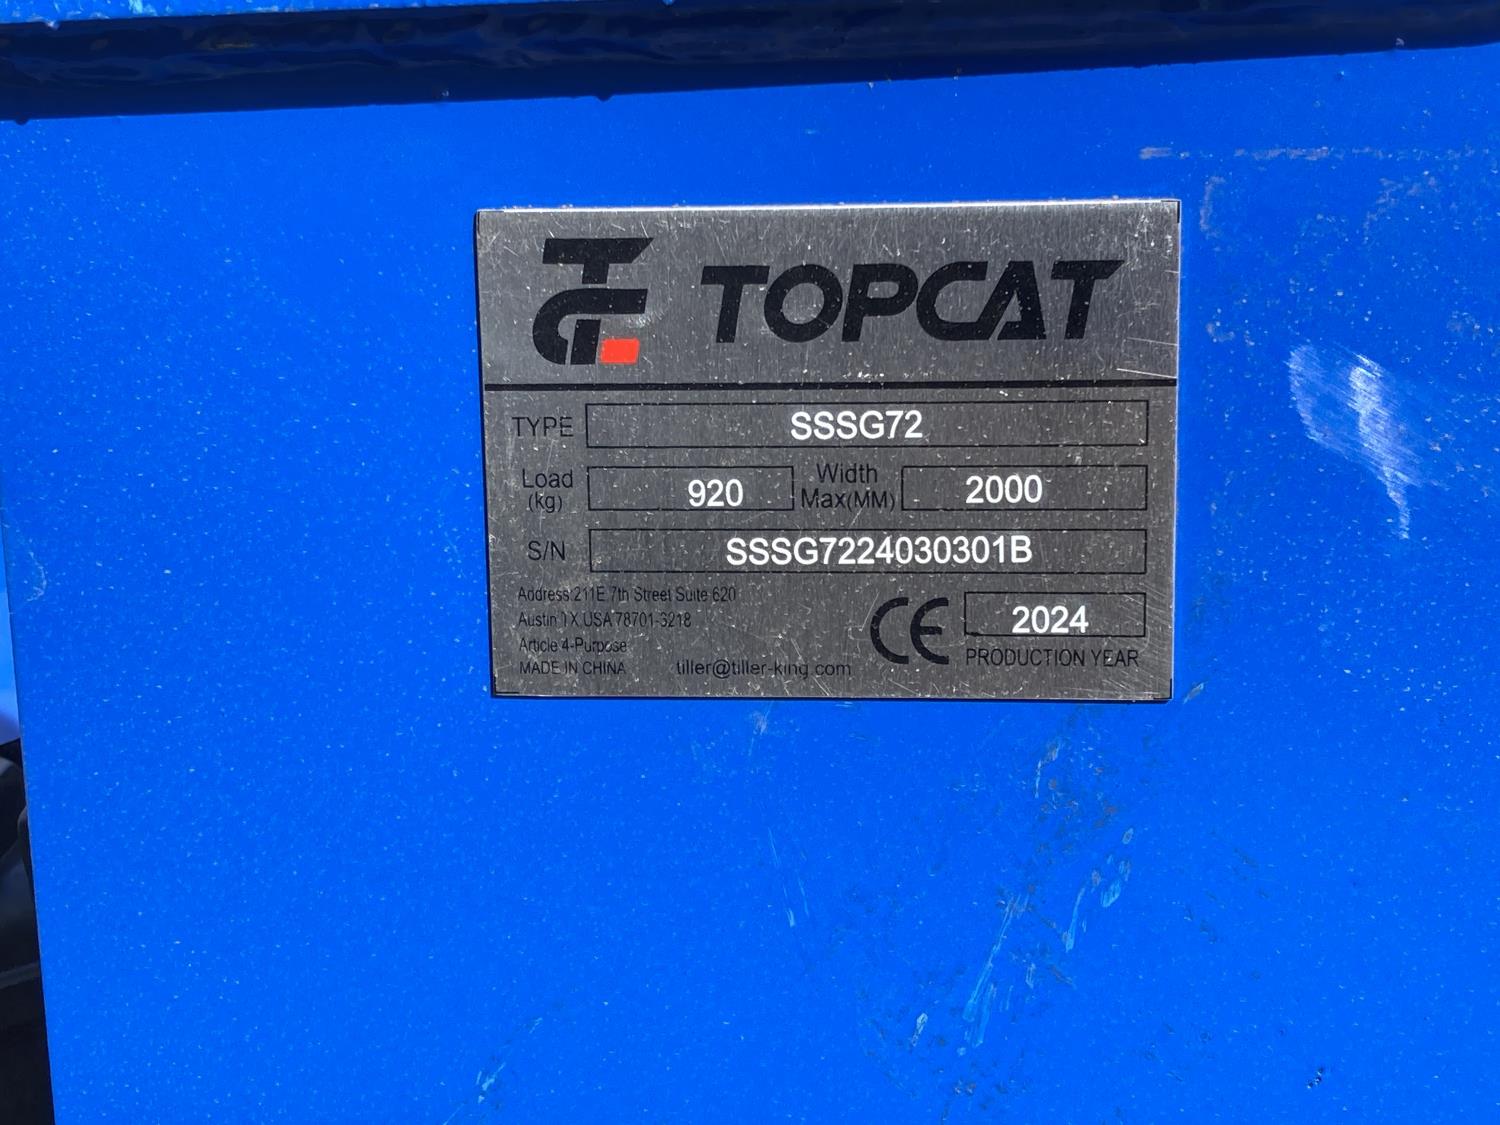 TOPCAT
TYPE SSSG72
Load (kg) 920 Width Max(MM) 2000
S/N SSSG7224030301B
Address:211E.7th Street Suite 620
Austin TX,USA 78701-3218
Article 4-Purpose
MADE IN CHINA
tiller@tiller-king.com
CE
2024
PRODUCTION YEAR